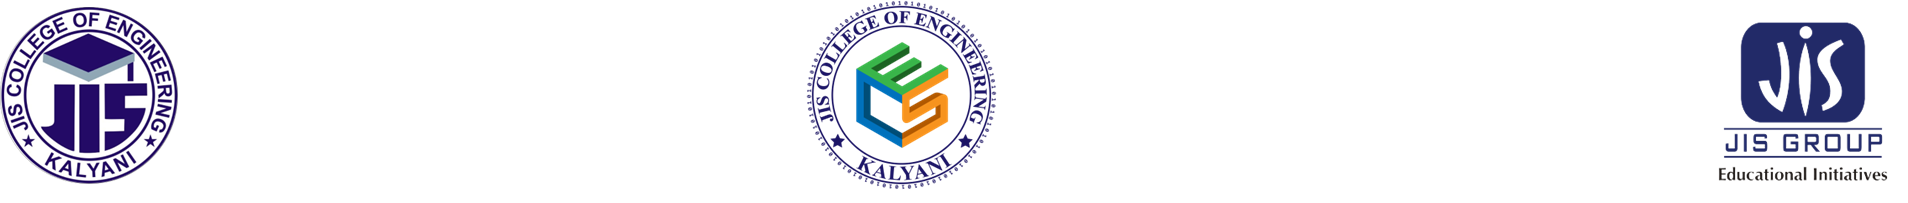 JIS COLLEGE OF ENGINEERING
KALYANI
JIS
JIS COLLEGE OF ENGINEERING
KALYANI
ECS
JIS
JIS GROUP
Educational Initiatives